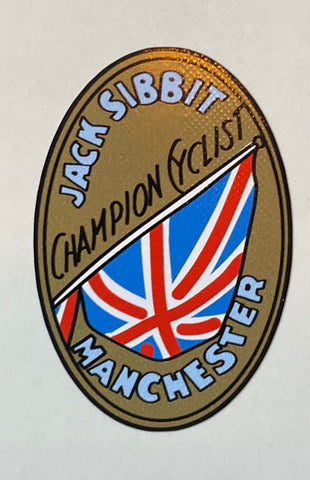 JACK SIBBIT
CHAMPION CYCLIST
MANCHESTER